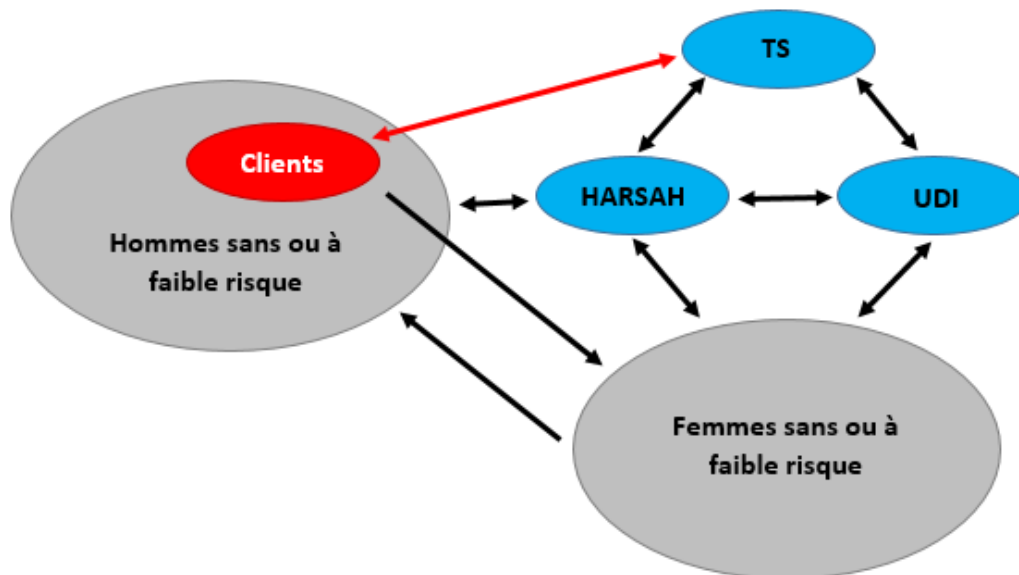 TS
Clients
HARSAH
UDI
Hommes sans ou à
faible risque
Femmes sans ou à
faible risque